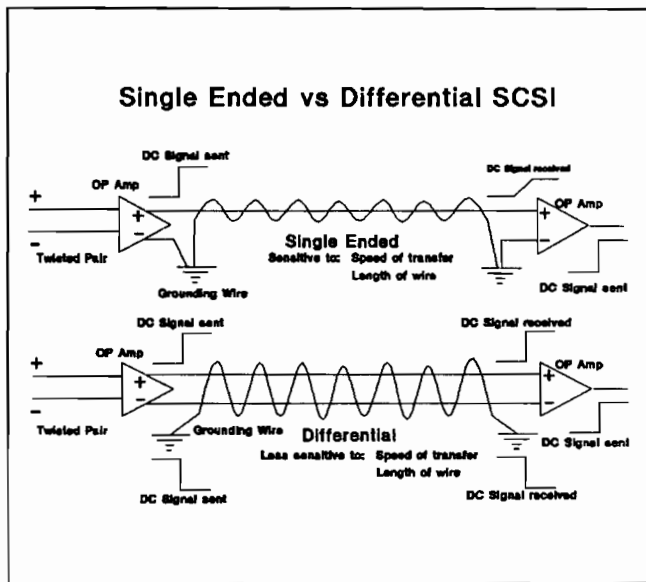 Single Ended vs Differential SCSI
DC Signal sent
DC Signal received
+
OP Amp
OP Amp
+
+
−
−
−
Single Ended
Twisted Pair
Sensitive to: Speed of transfer
Length of wire
Grounding Wire
DC Signal sent
DC Signal sent
DC Signal received
+
OP Amp
OP Amp
+
+
−
−
−
Twisted Pair
Grounding Wire
Differential
DC Signal sent
Less sensitive to: Speed of transfer
Length of wire
DC Signal sent
DC Signal received